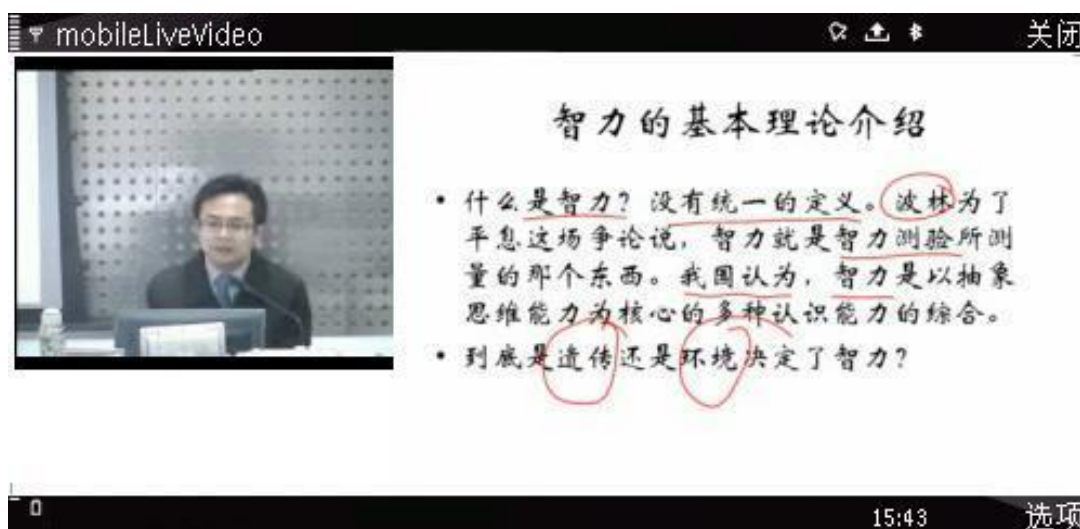 mobileLiveVideo
关闭
智力的基本理论介绍
• 什么是智力？没有统一的定义。波林为了
平息这场争论说，智力就是智力测验所测
量的那个东西。我国认为，智力是以抽象
思维能力为核心的多种认识能力的综合。
• 到底是遗传还是环境决定了智力？
0
15:43
选项